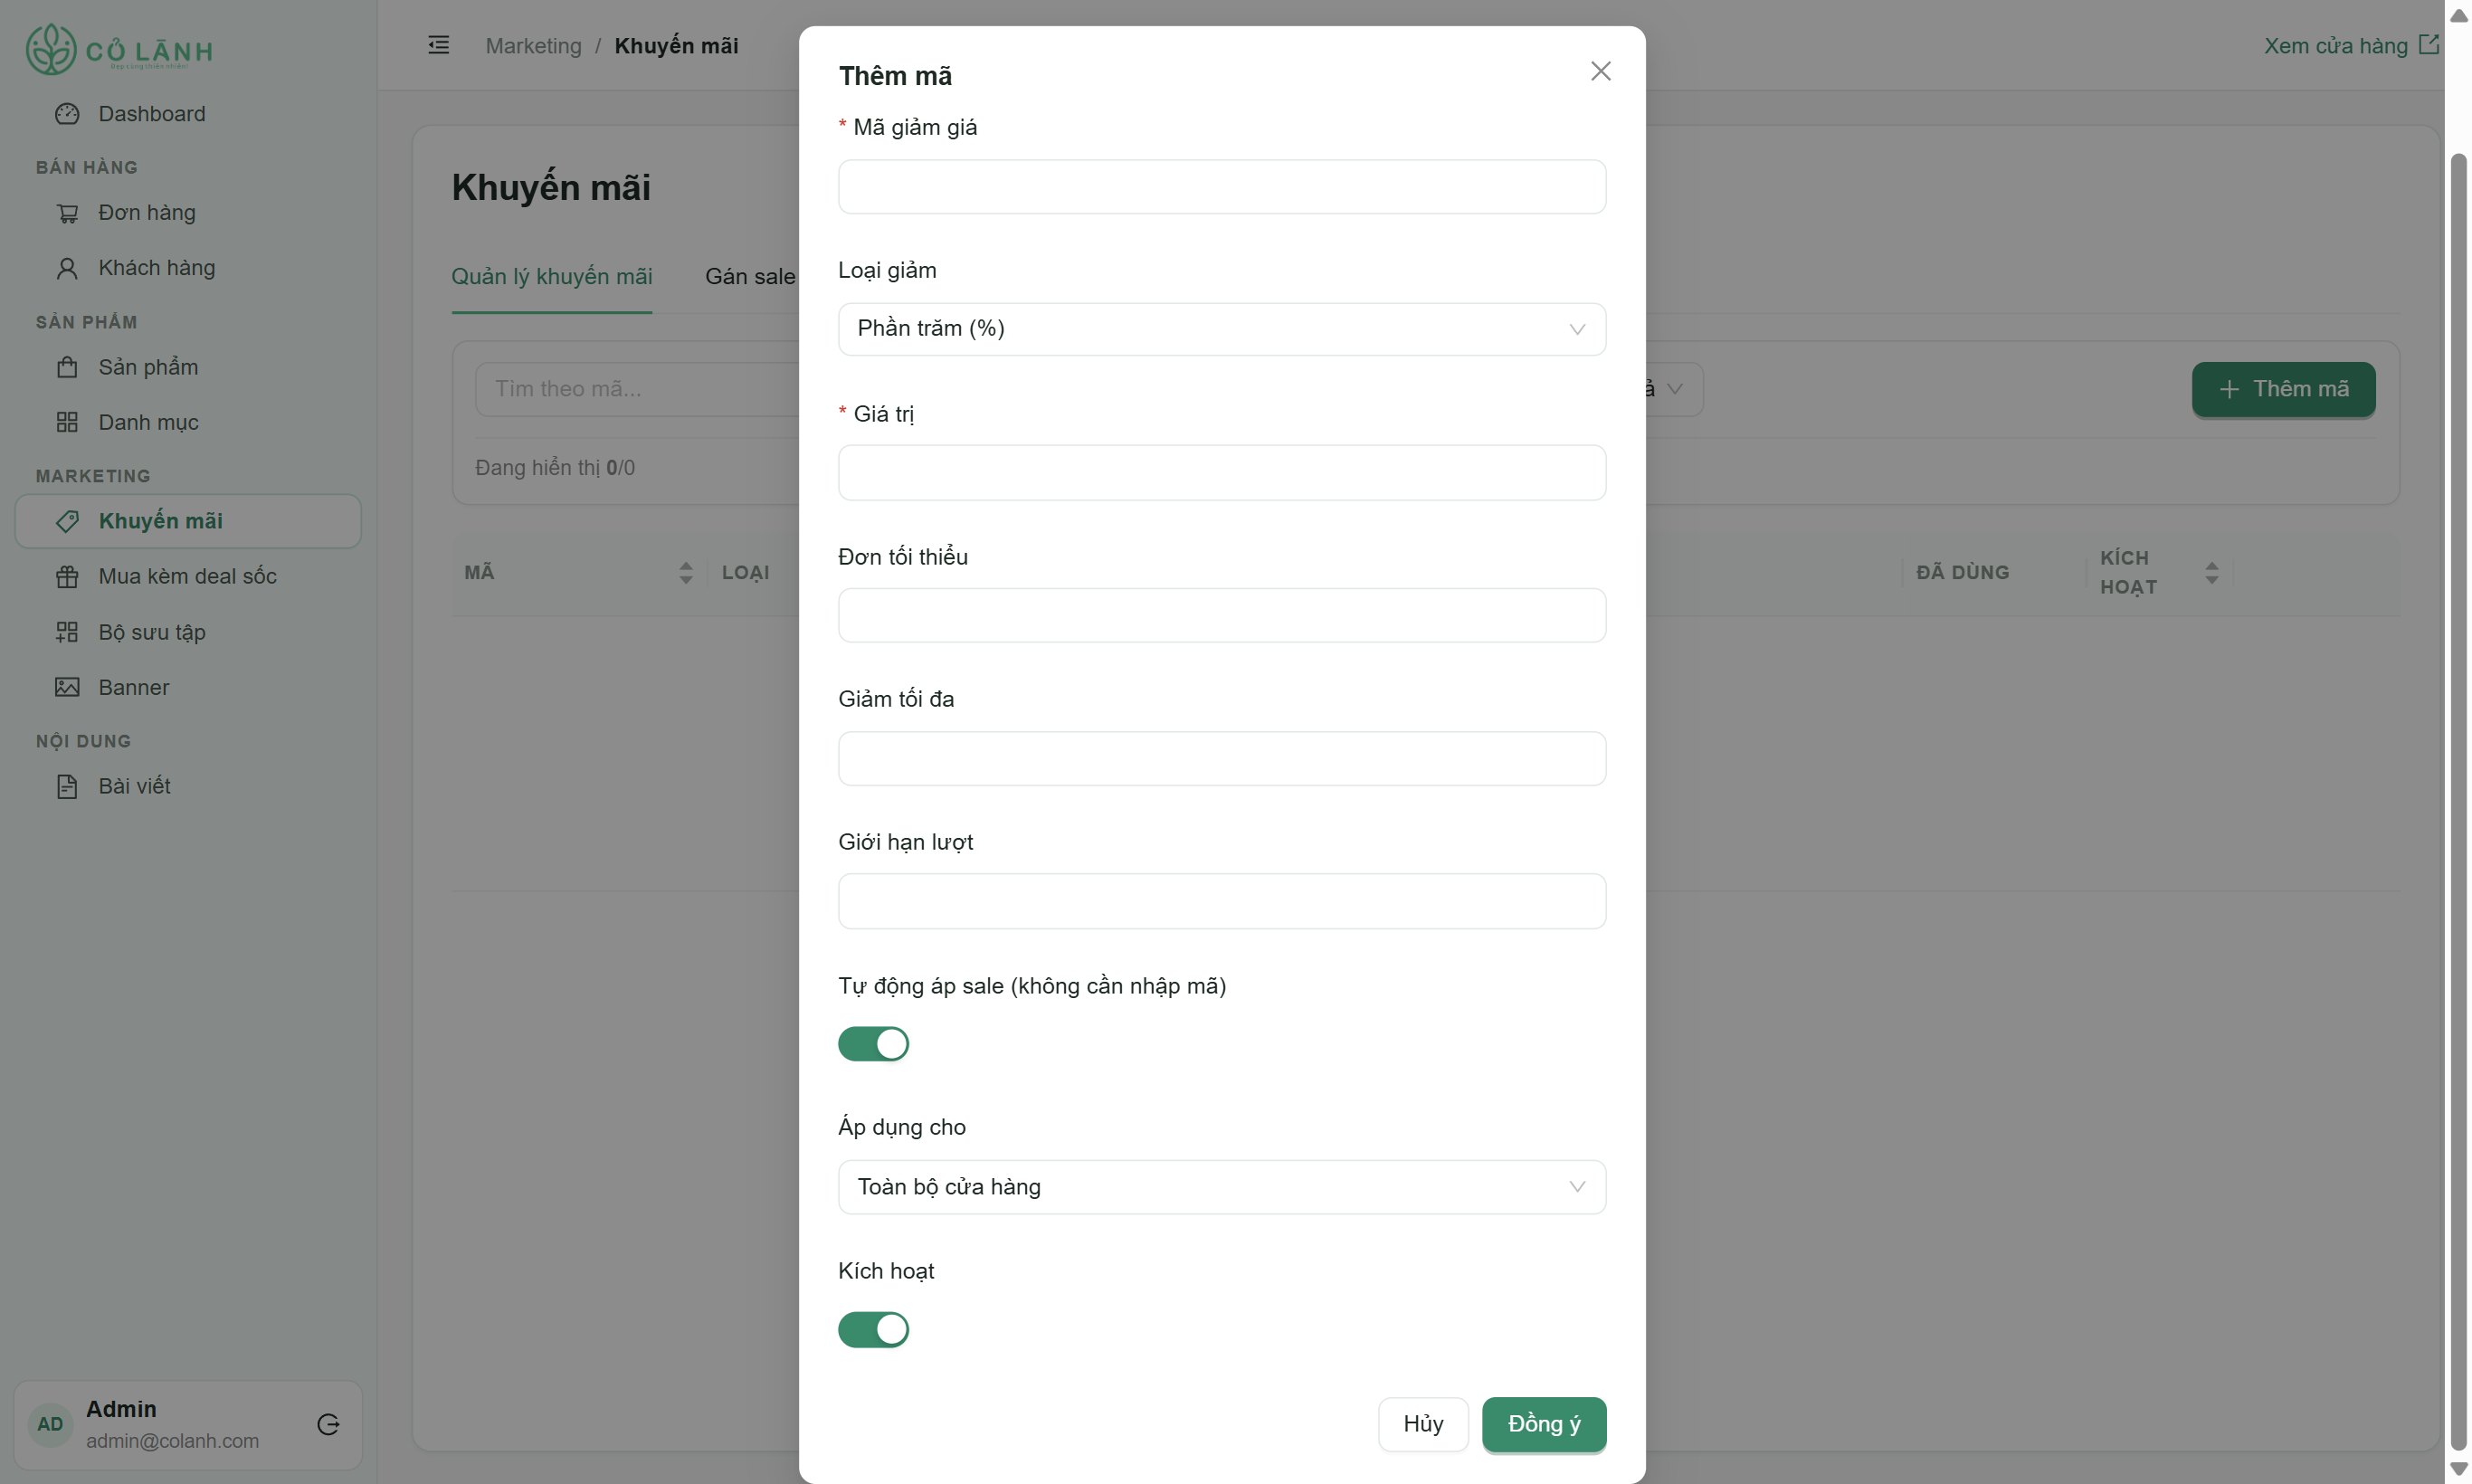 CỎ LÀNH
Dashboard
BÁN HÀNG
Đơn hàng
Khách hàng
SẢN PHẨM
Sản phẩm
Danh mục
MARKETING
Khuyến mãi
Mua kèm deal sốc
Bộ sưu tập
Banner
NỘI DUNG
Bài viết
AD
Admin
admin@colanh.com
Marketing / Khuyến mãi
Xem cửa hàng
Khuyến mãi
Quản lý khuyến mãi
Gán sale
Tìm theo mã...
+ Thêm mã
Đang hiển thị 0/0
MÃ
LOẠI
ĐÃ DÙNG
KÍCH
HOẠT
Thêm mã
* Mã giảm giá
Loại giảm
Phần trăm (%)
* Giá trị
Đơn tối thiểu
Giảm tối đa
Giới hạn lượt
Tự động áp sale (không cần nhập mã)
Áp dụng cho
Toàn bộ cửa hàng
Kích hoạt
Hủy
Đồng ý